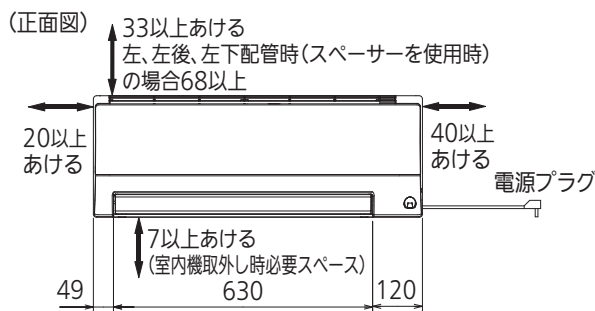 (正面図)
33以上あける
左、左後、左下配管時(スペーサーを使用時)
の場合68以上
20以上
あける
40以上
あける
電源プラグ
7以上あける
(室内機取外し時必要スペース)
49
630
120